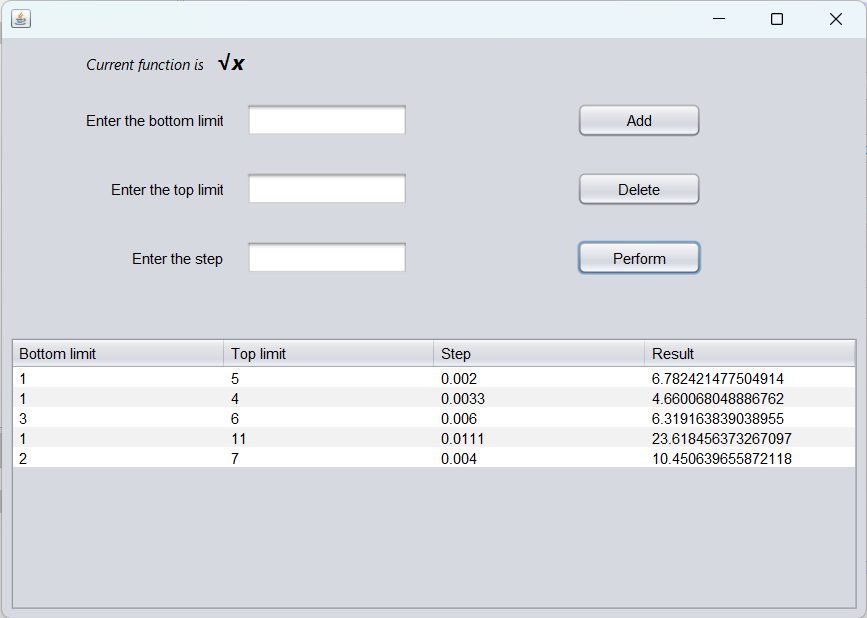 Current function is √x
Enter the bottom limit Add
Enter the top limit Delete
Enter the step Perform
Bottom limit Top limit Step Result
1 5 0.002 6.782421477504914
1 4 0.0033 4.660068048886762
3 6 0.006 6.319163839038955
1 11 0.0111 23.618456373267097
2 7 0.004 10.450639655872118